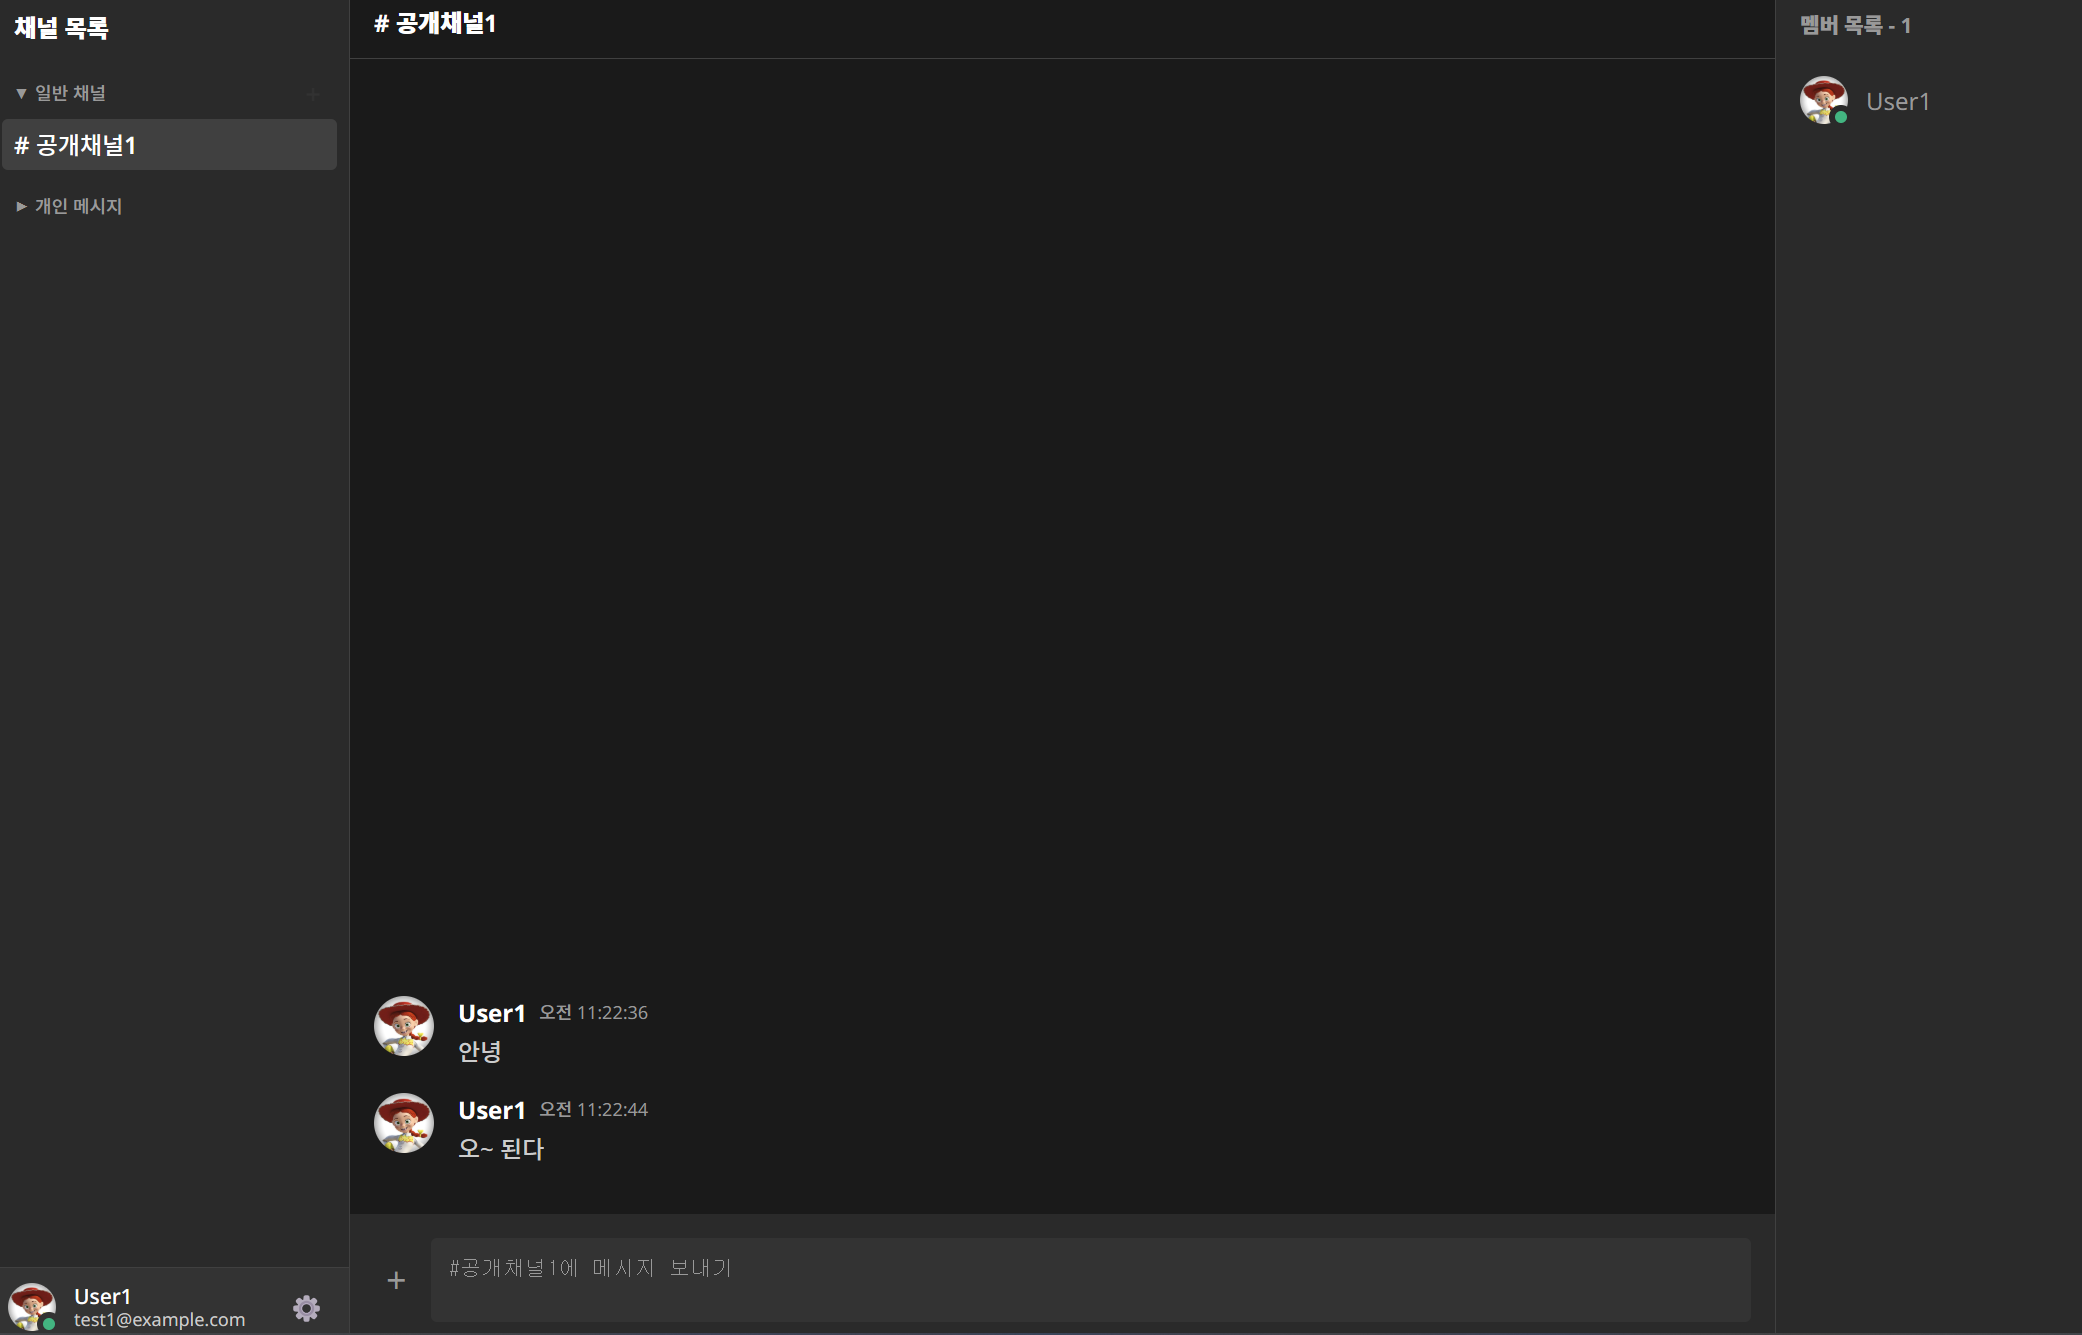 채널 목록
▼ 일반 채널 +
# 공개채널1
▶ 개인 메시지
User1
test1@example.com
# 공개채널1
User1 오전 11:22:36
안녕
User1 오전 11:22:44
오~ 된다
+ #공개채널1에 메시지 보내기
멤버 목록 - 1
User1